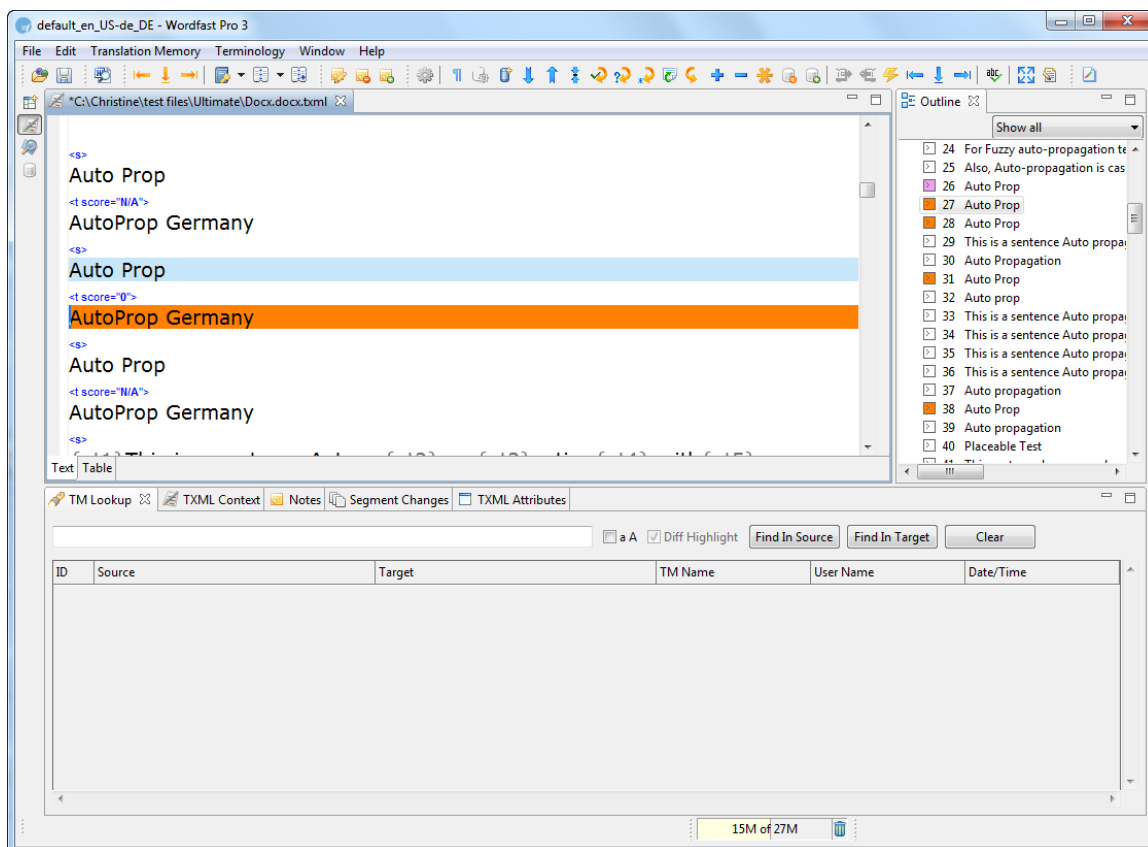 default_en_US-de_DE - Wordfast Pro 3
File Edit Translation Memory Terminology Window Help
*C:\Christine\test files\Ultimate\Docx.docx.txml
<s>
Auto Prop
<t score="N/A">
AutoProp Germany
<s>
Auto Prop
<t score="0">
AutoProp Germany
<s>
Auto Prop
<t score="N/A">
AutoProp Germany
<s>
Text Table
Outline
Show all
24 For Fuzzy auto-propagation te
25 Also, Auto-propagation is cas
26 Auto Prop
27 Auto Prop
28 Auto Prop
29 This is a sentence Auto propa
30 Auto Propagation
31 Auto Prop
32 Auto prop
33 This is a sentence Auto propa
34 This is a sentence Auto propa
35 This is a sentence Auto propa
36 This is a sentence Auto propa
37 Auto propagation
38 Auto Prop
39 Auto propagation
40 Placeable Test
TM Lookup TXML Context Notes Segment Changes TXML Attributes
a A Diff Highlight Find In Source Find In Target Clear
ID Source Target TM Name User Name Date/Time
15M of 27M